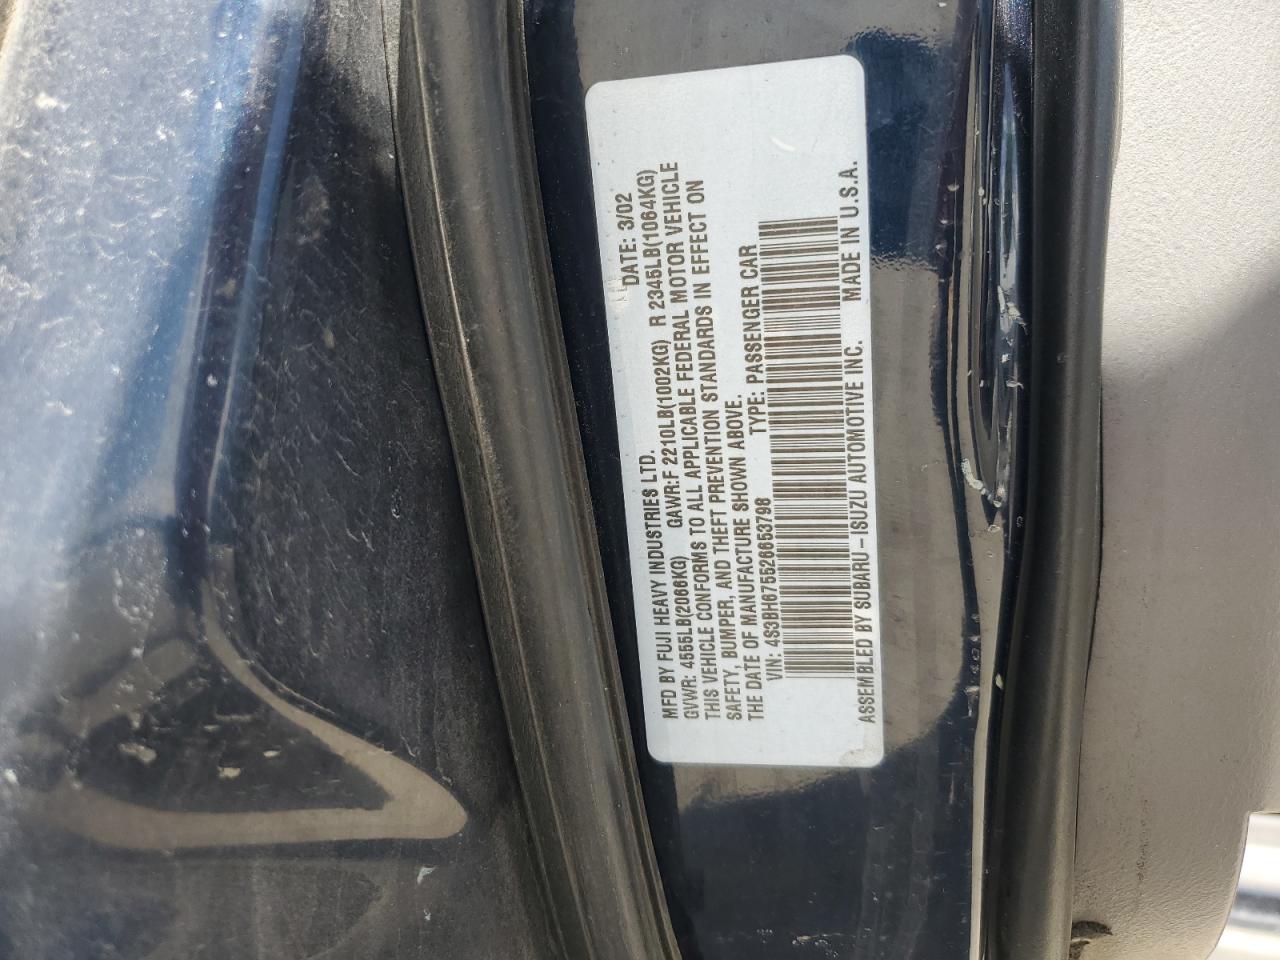 MFD BY FUJI HEAVY INDUSTRIES LTD. DATE: 3/02
GVWR: 4555LB(2066KG) GAWR:F 2210LB(1002KG) R 2345LB(1064KG)
THIS VEHICLE CONFORMS TO ALL APPLICABLE FEDERAL MOTOR VEHICLE
SAFETY, BUMPER, AND THEFT PREVENTION STANDARDS IN EFFECT ON
THE DATE OF MANUFACTURE SHOWN ABOVE.
VIN: 4S3BH675526653798 TYPE: PASSENGER CAR
ASSEMBLED BY SUBARU-ISUZU AUTOMOTIVE INC. MADE IN U.S.A.